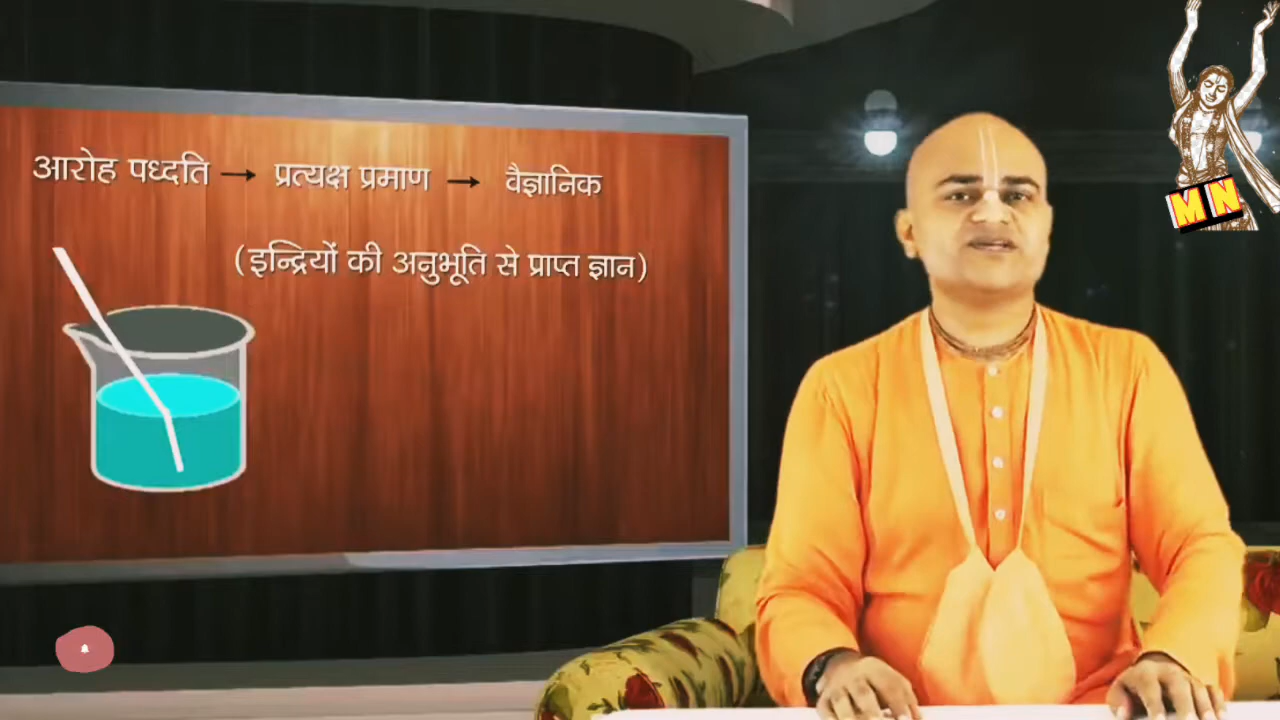 आरोह पध्दति → प्रत्यक्ष प्रमाण → वैज्ञानिक
(इन्द्रियों की अनुभूति से प्राप्त ज्ञान)
MN